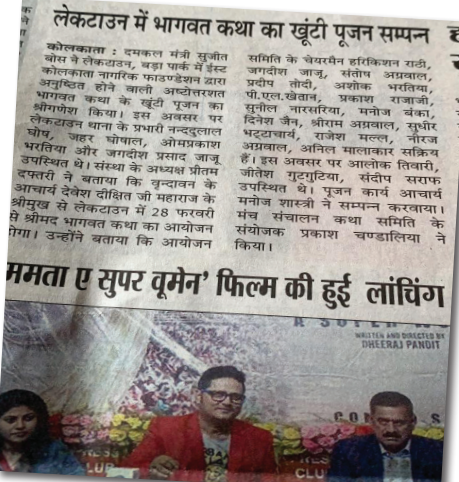 लेकटाउन में भागवत कथा का खूंटी पूजन सम्पन्न
कोलकाता : दमकल मंत्री सुजीत
बोस ने लेकटाउन, बड़ा पार्क में ईस्ट
कोलकाता नागरिक फाउण्डेशन द्वारा
अनुष्ठित होने वाली अष्टोत्तरशत
भागवत कथा के खूंटी पूजन का
श्रीगणेश किया। इस अवसर पर
लेकटाउन थाना के प्रभारी नन्ददुलाल
घोष, जहर घोषाल, ओमप्रकाश
भरतिया और जगदीश प्रसाद जाजू
उपस्थित थे। संस्था के अध्यक्ष प्रीतम
दफ्तरी ने बताया कि वृन्दावन के
आचार्य देवेश दीक्षित जी महाराज के
श्रीमुख से लेकटाउन में 28 फरवरी
से श्रीमद भागवत कथा का आयोजन
होगा। उन्होंने बताया कि आयोजन
समिति के चेयरमैन हरिकिशन राठी,
जगदीश जाजू, संतोष अग्रवाल,
प्रदीप तोदी, अशोक भरतिया,
पी.एल.खेतान, प्रकाश राजाजी,
सुनील नारसरिया, मनोज बंका,
दिनेश जैन, श्रीराम अग्रवाल, सुधीर
भट्टाचार्य, राजेश मल्ल, नीरज
अग्रवाल, अनिल मालाकार सक्रिय
हैं। इस अवसर पर आलोक तिवारी,
जीतेश गुटगुटिया, संदीप सराफ
उपस्थित थे। पूजन कार्य आचार्य
मनोज शास्त्री ने सम्पन्न करवाया।
मंच संचालन कथा समिति के
संयोजक प्रकाश चण्डालिया ने
किया।
ममता ए सुपर वूमेन' फिल्म की हुई लांचिंग
A SUPER
WRITTEN AND DIRECTED BY
DHEERAJ PANDIT
PRESS
CLUB
CLU